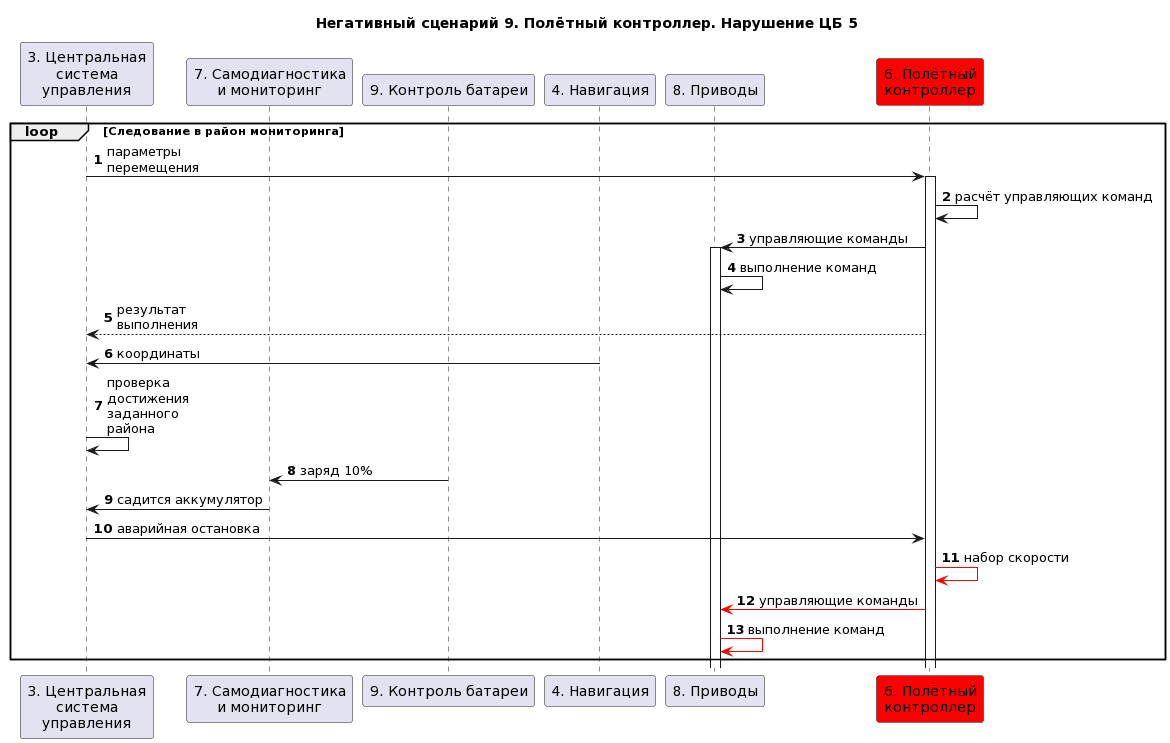 Негативный сценарий 9. Полётный контроллер. Нарушение ЦБ 5
3. Центральная
система
управления
7. Самодиагностика
и мониторинг
9. Контроль батареи
4. Навигация
8. Приводы
6. Полётный
контроллер
loop
[Следование в район мониторинга]
1 параметры
перемещения
2 расчёт управляющих команд
3 управляющие команды
4 выполнение команд
5 результат
выполнения
6 координаты
7 проверка
достижения
заданного
района
8 заряд 10%
9 садится аккумулятор
10 аварийная остановка
11 набор скорости
12 управляющие команды
13 выполнение команд
3. Центральная
система
управления
7. Самодиагностика
и мониторинг
9. Контроль батареи
4. Навигация
8. Приводы
6. Полётный
контроллер